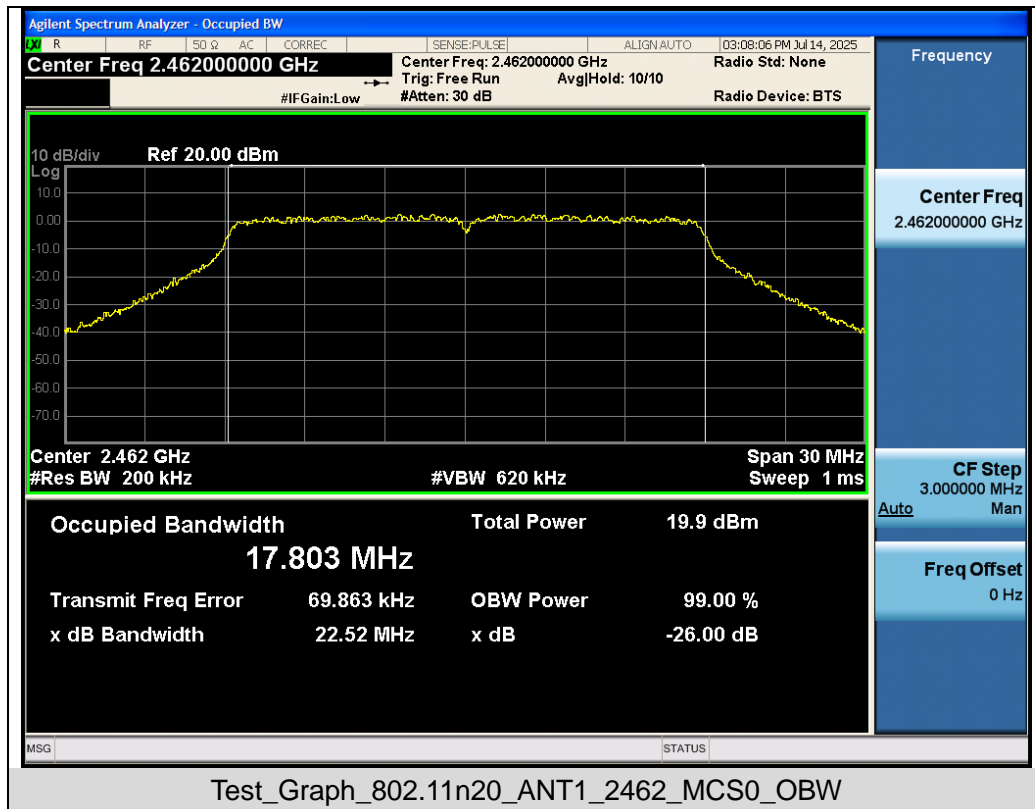 Agilent Spectrum Analyzer - Occupied BW
LXI R RF 50 Ω AC CORREC SENSE:PULSE ALIGN AUTO 03:08:06 PM Jul 14, 2025
Center Freq 2.462000000 GHz
Center Freq: 2.462000000 GHz
Radio Std: None
Trig: Free Run Avg|Hold: 10/10
#IFGain:Low
#Atten: 30 dB
Radio Device: BTS
10 dB/div Ref 20.00 dBm
Log
10.0
0.00
-10.0
-20.0
-30.0
-40.0
-50.0
-60.0
-70.0
Center 2.462 GHz Span 30 MHz
#Res BW 200 kHz #VBW 620 kHz Sweep 1 ms
Occupied Bandwidth Total Power 19.9 dBm
17.803 MHz
Transmit Freq Error 69.863 kHz OBW Power 99.00 %
x dB Bandwidth 22.52 MHz x dB -26.00 dB
Frequency
Center Freq
2.462000000 GHz
CF Step
3.000000 MHz
Auto Man
Freq Offset
0 Hz
MSG STATUS
Test_Graph_802.11n20_ANT1_2462_MCS0_OBW